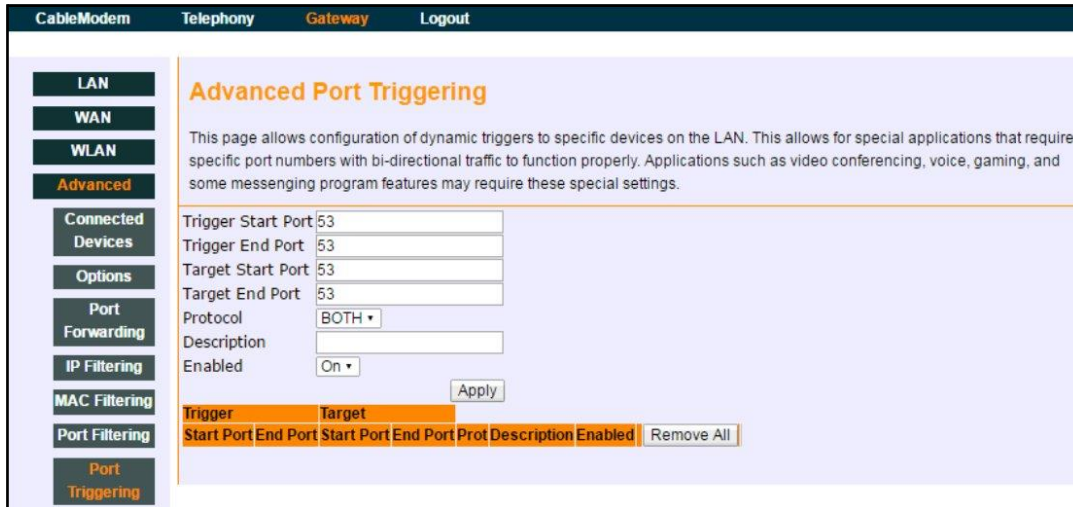 CableModem Telephony Gateway Logout
LAN
WAN
WLAN
Advanced
Connected
Devices
Options
Port
Forwarding
IP Filtering
MAC Filtering
Port Filtering
Port
Triggering
Advanced Port Triggering
This page allows configuration of dynamic triggers to specific devices on the LAN. This allows for special applications that require
specific port numbers with bi-directional traffic to function properly. Applications such as video conferencing, voice, gaming, and
some messenging program features may require these special settings.
Trigger Start Port 53
Trigger End Port 53
Target Start Port 53
Target End Port 53
Protocol BOTH
Description
Enabled On
Apply
Trigger Target
Start Port End Port Start Port End Port Prot Description Enabled Remove All